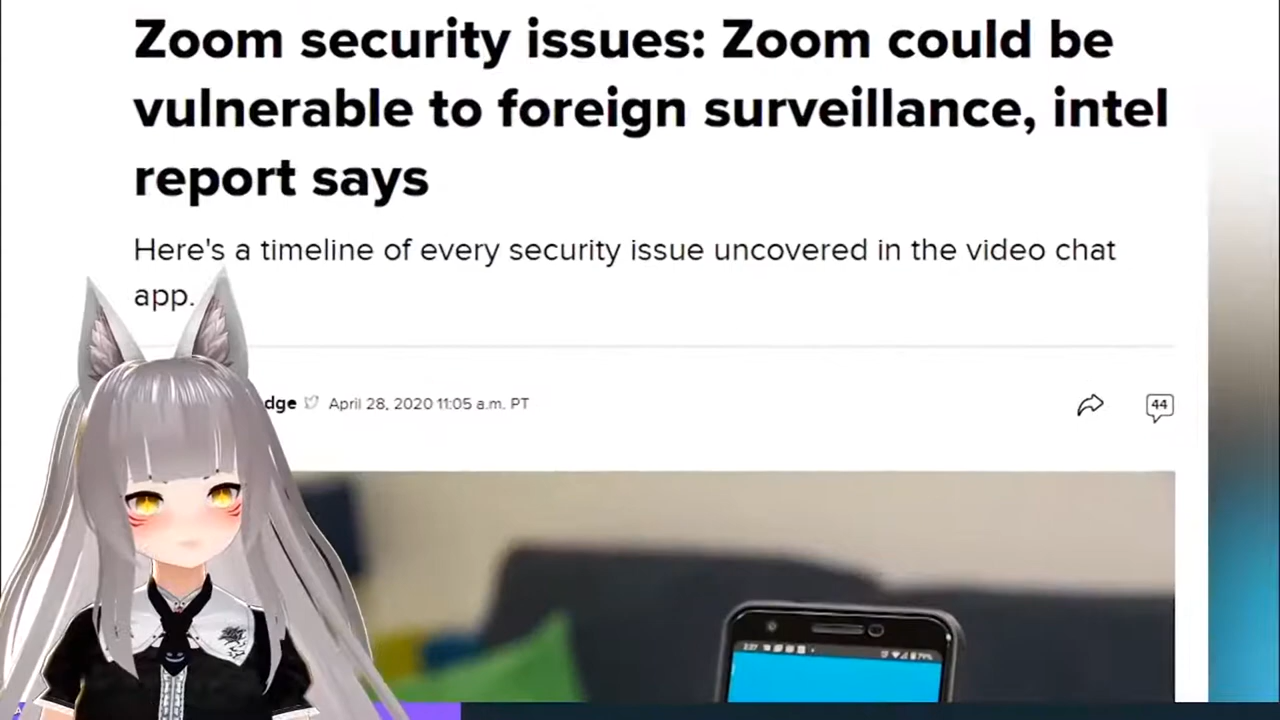 Zoom security issues: Zoom could be
vulnerable to foreign surveillance, intel
report says
Here's a timeline of every security issue uncovered in the video chat
app.
dge April 28, 2020 11:05 a.m. PT
44